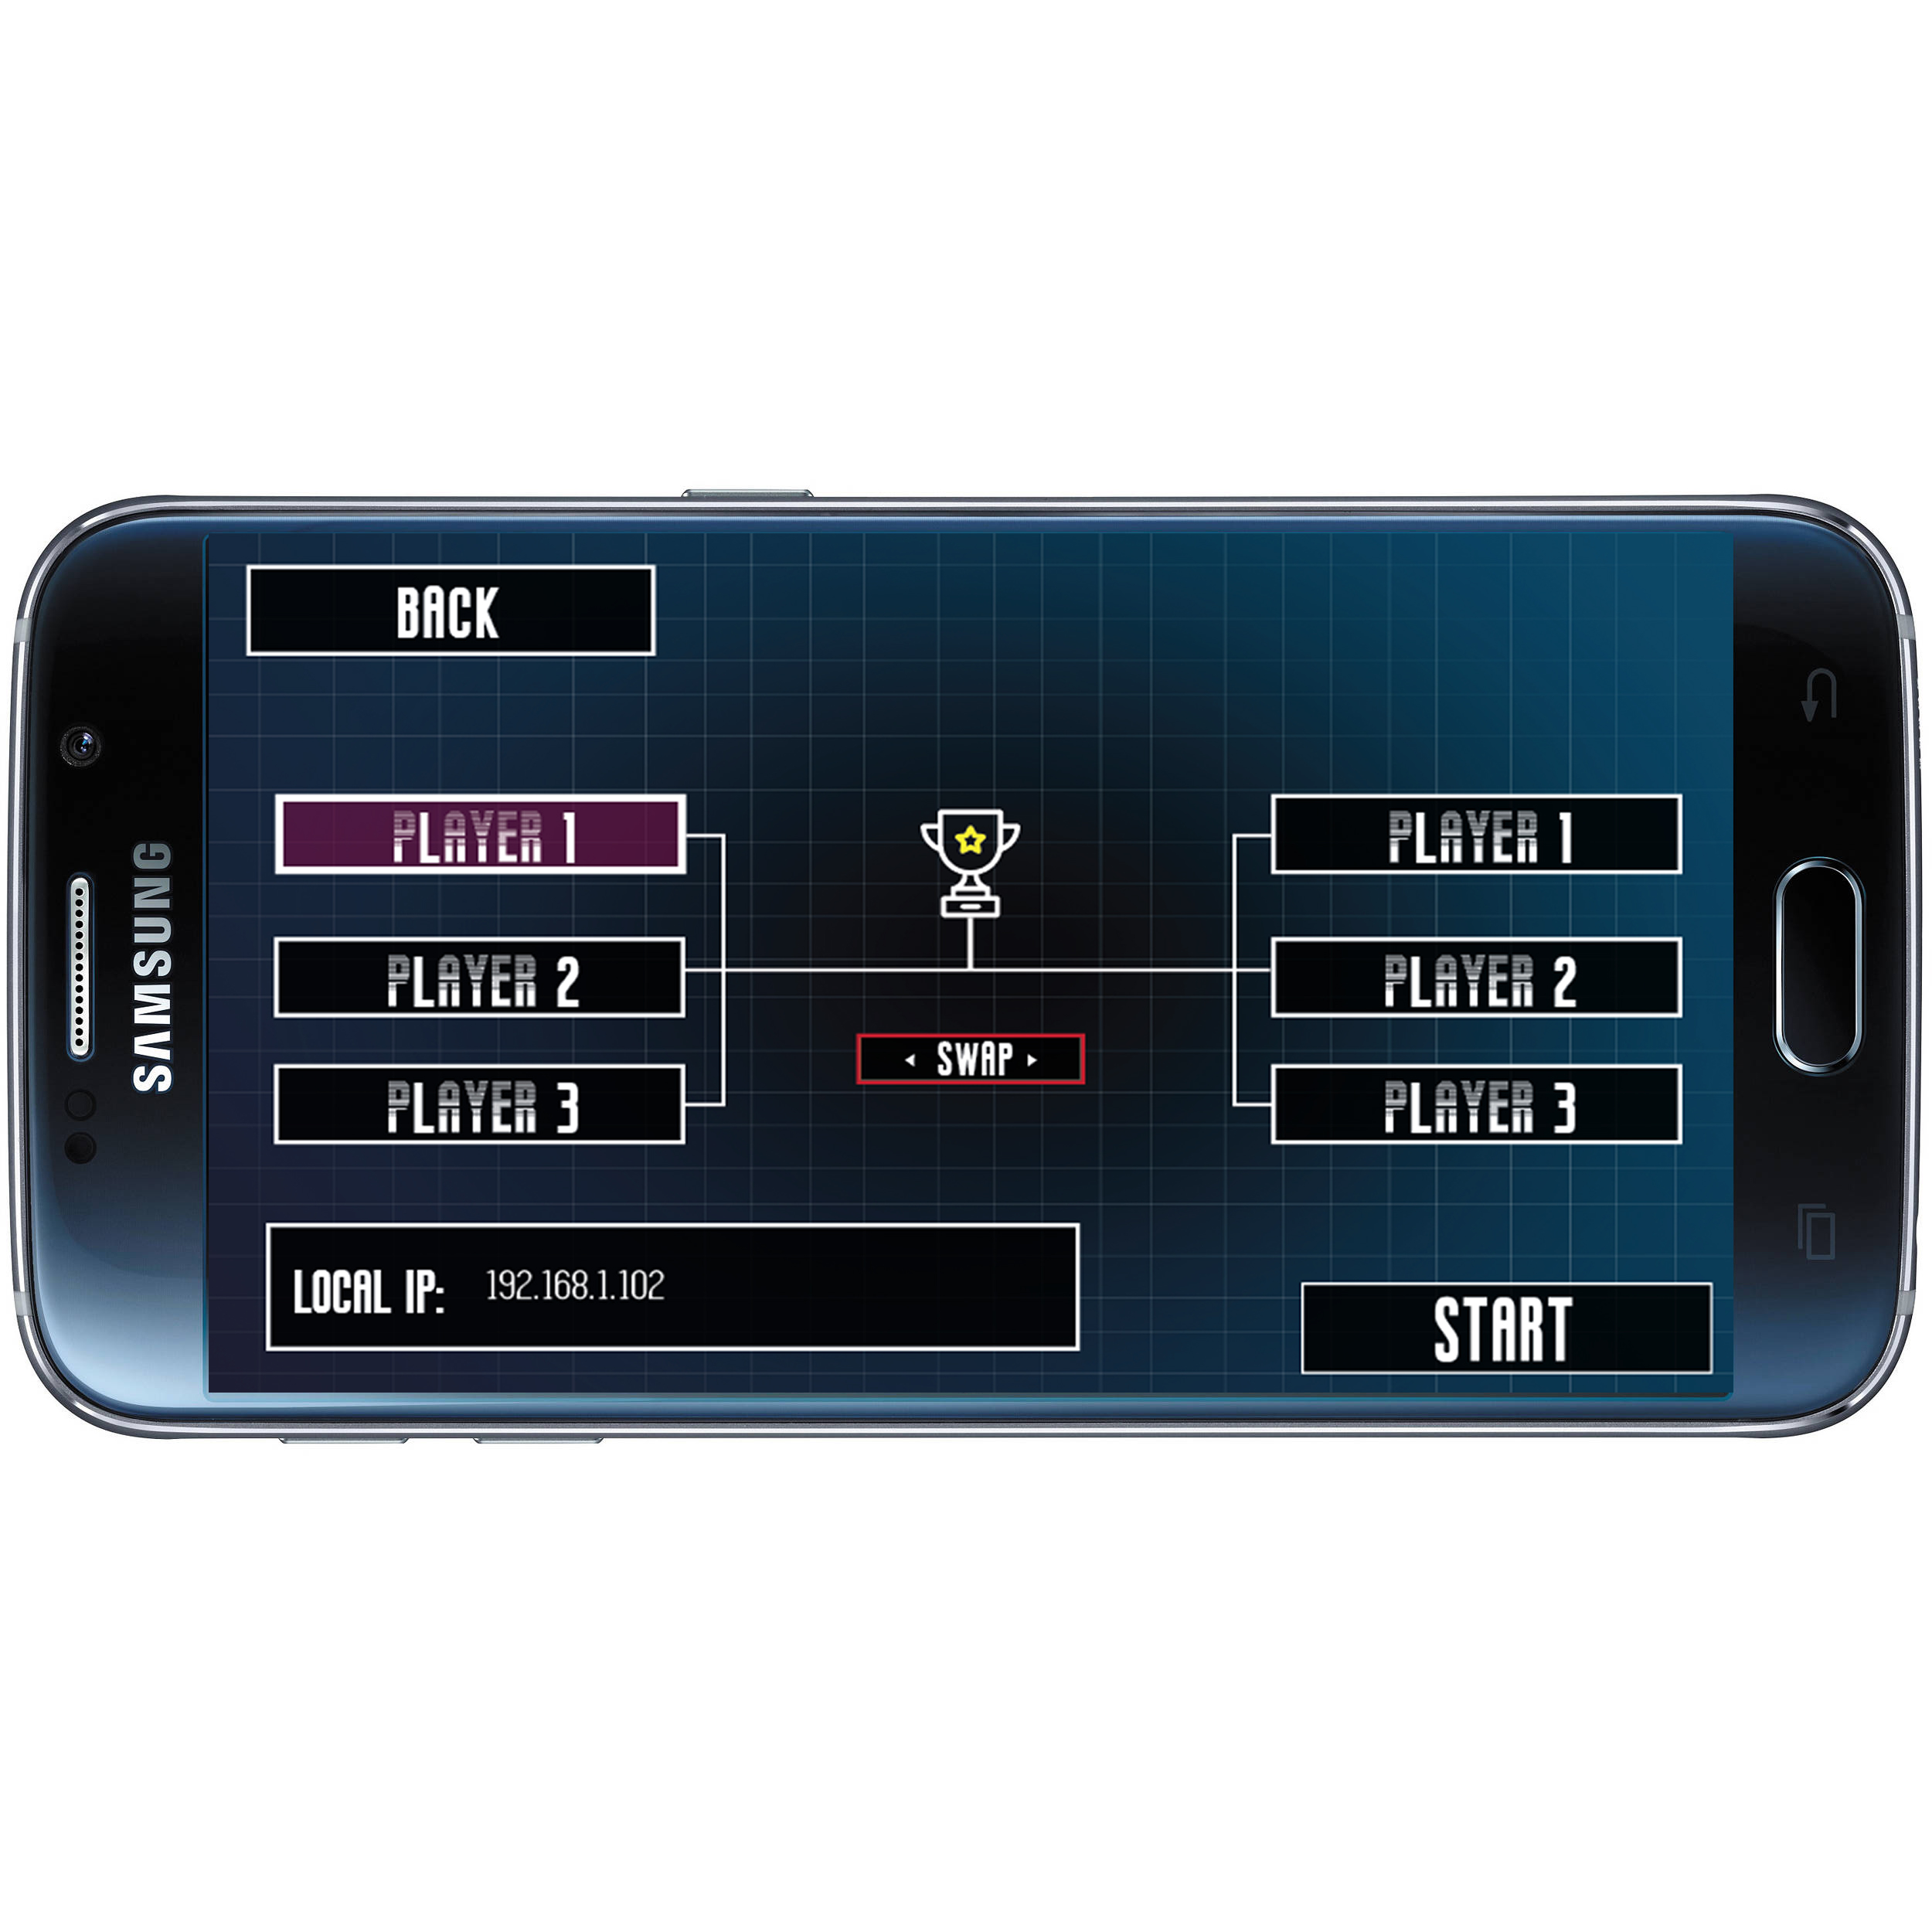 SAMSUNG
BACK
PLAYER 1
PLAYER 1
PLAYER 2
PLAYER 2
SWAP
PLAYER 3
PLAYER 3
LOCAL IP: 192.168.1.102
START